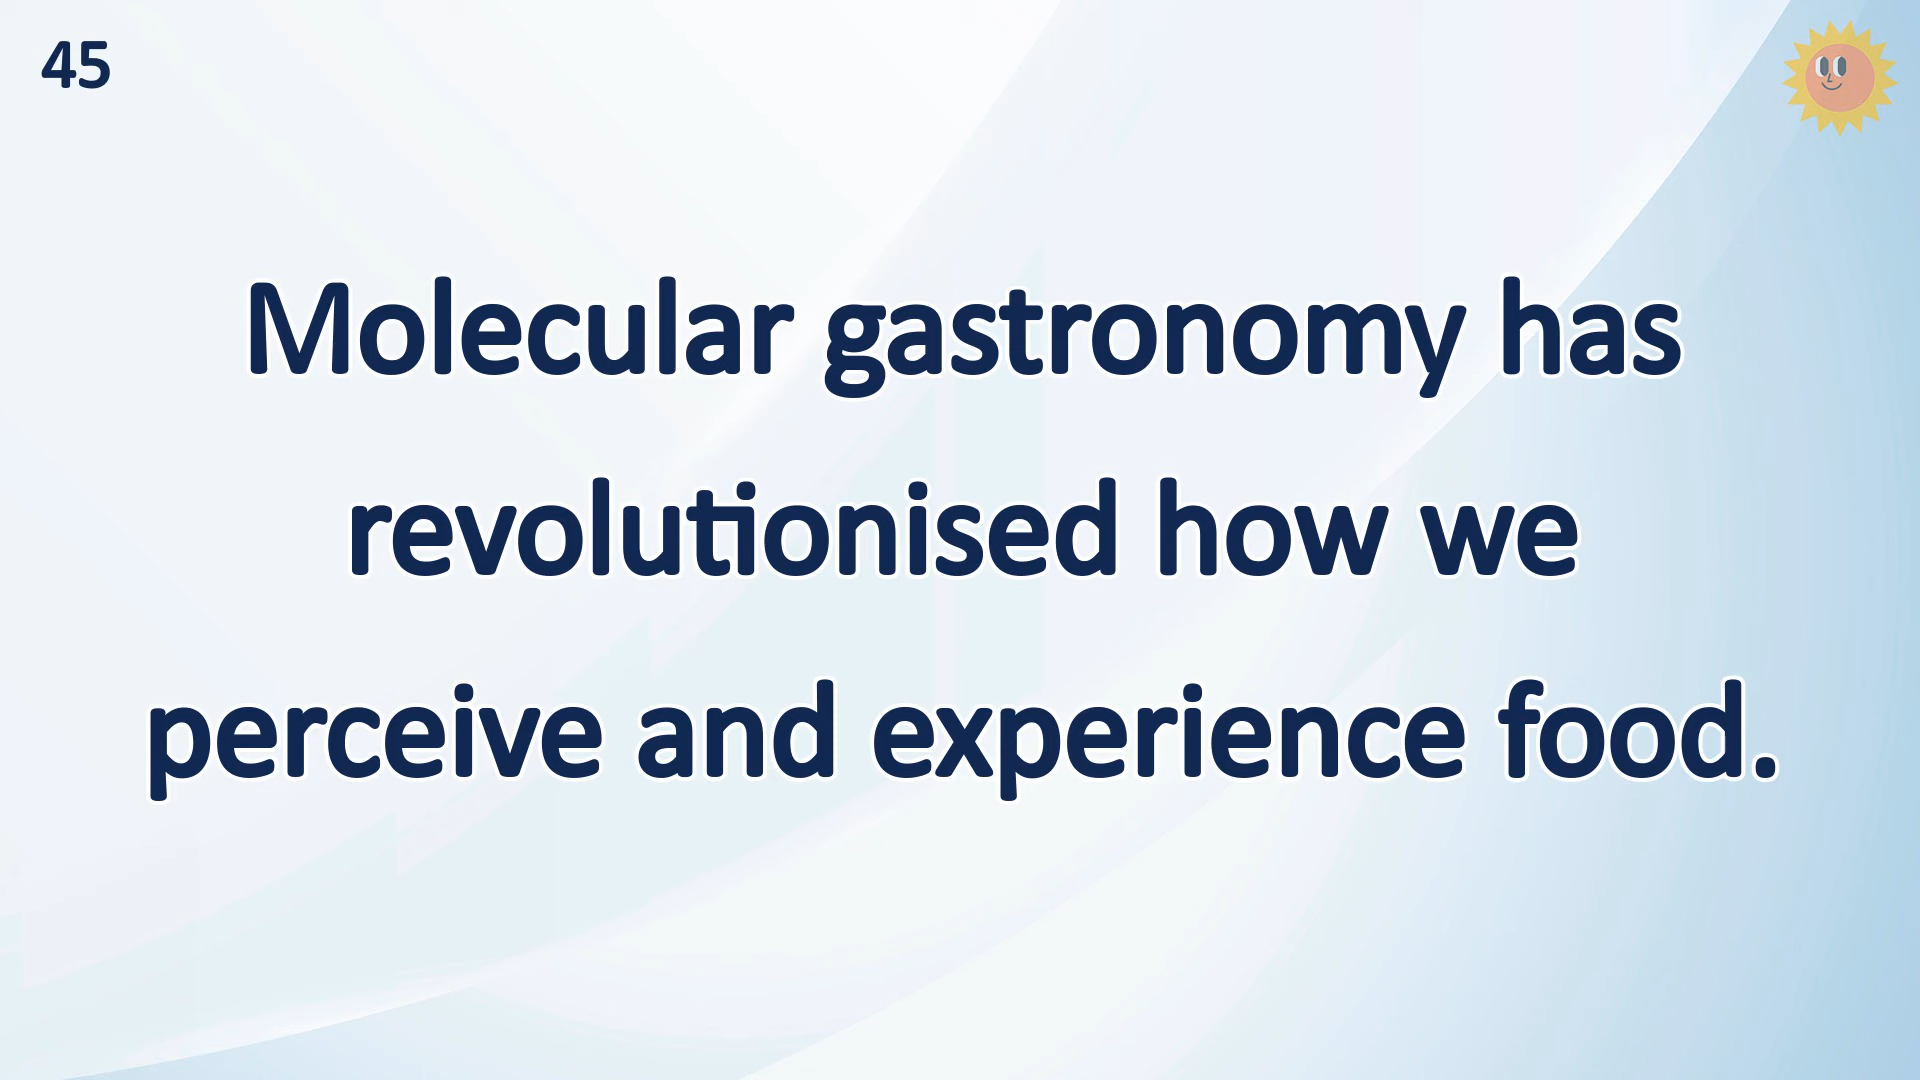 45
Molecular gastronomy has
revolutionised how we
perceive and experience food.